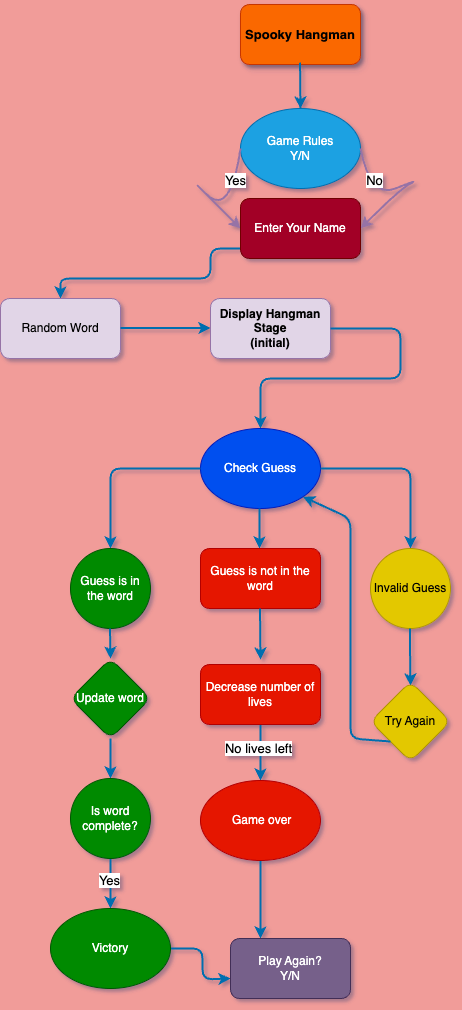 Spooky Hangman
Game Rules
Y/N
Yes
No
Enter Your Name
Random Word
Display Hangman
Stage
(initial)
Check Guess
Guess is in
the word
Guess is not in the
word
Invalid Guess
Update word
Decrease number of
lives
Try Again
No lives left
Is word
complete?
Game over
Yes
Victory
Play Again?
Y/N